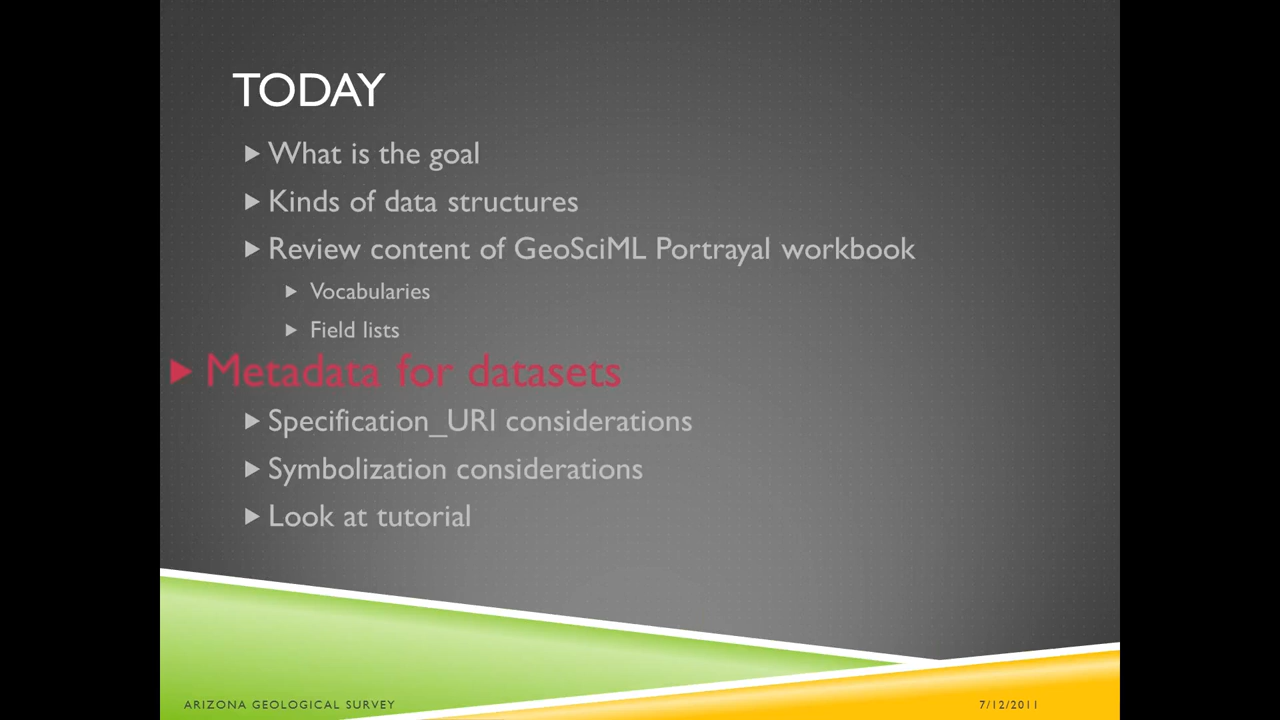 TODAY
What is the goal
Kinds of data structures
Review content of GeoSciML Portrayal workbook
Vocabularies
Field lists
Metadata for datasets
Specification_URI considerations
Symbolization considerations
Look at tutorial
ARIZONA GEOLOGICAL SURVEY
7/12/2011